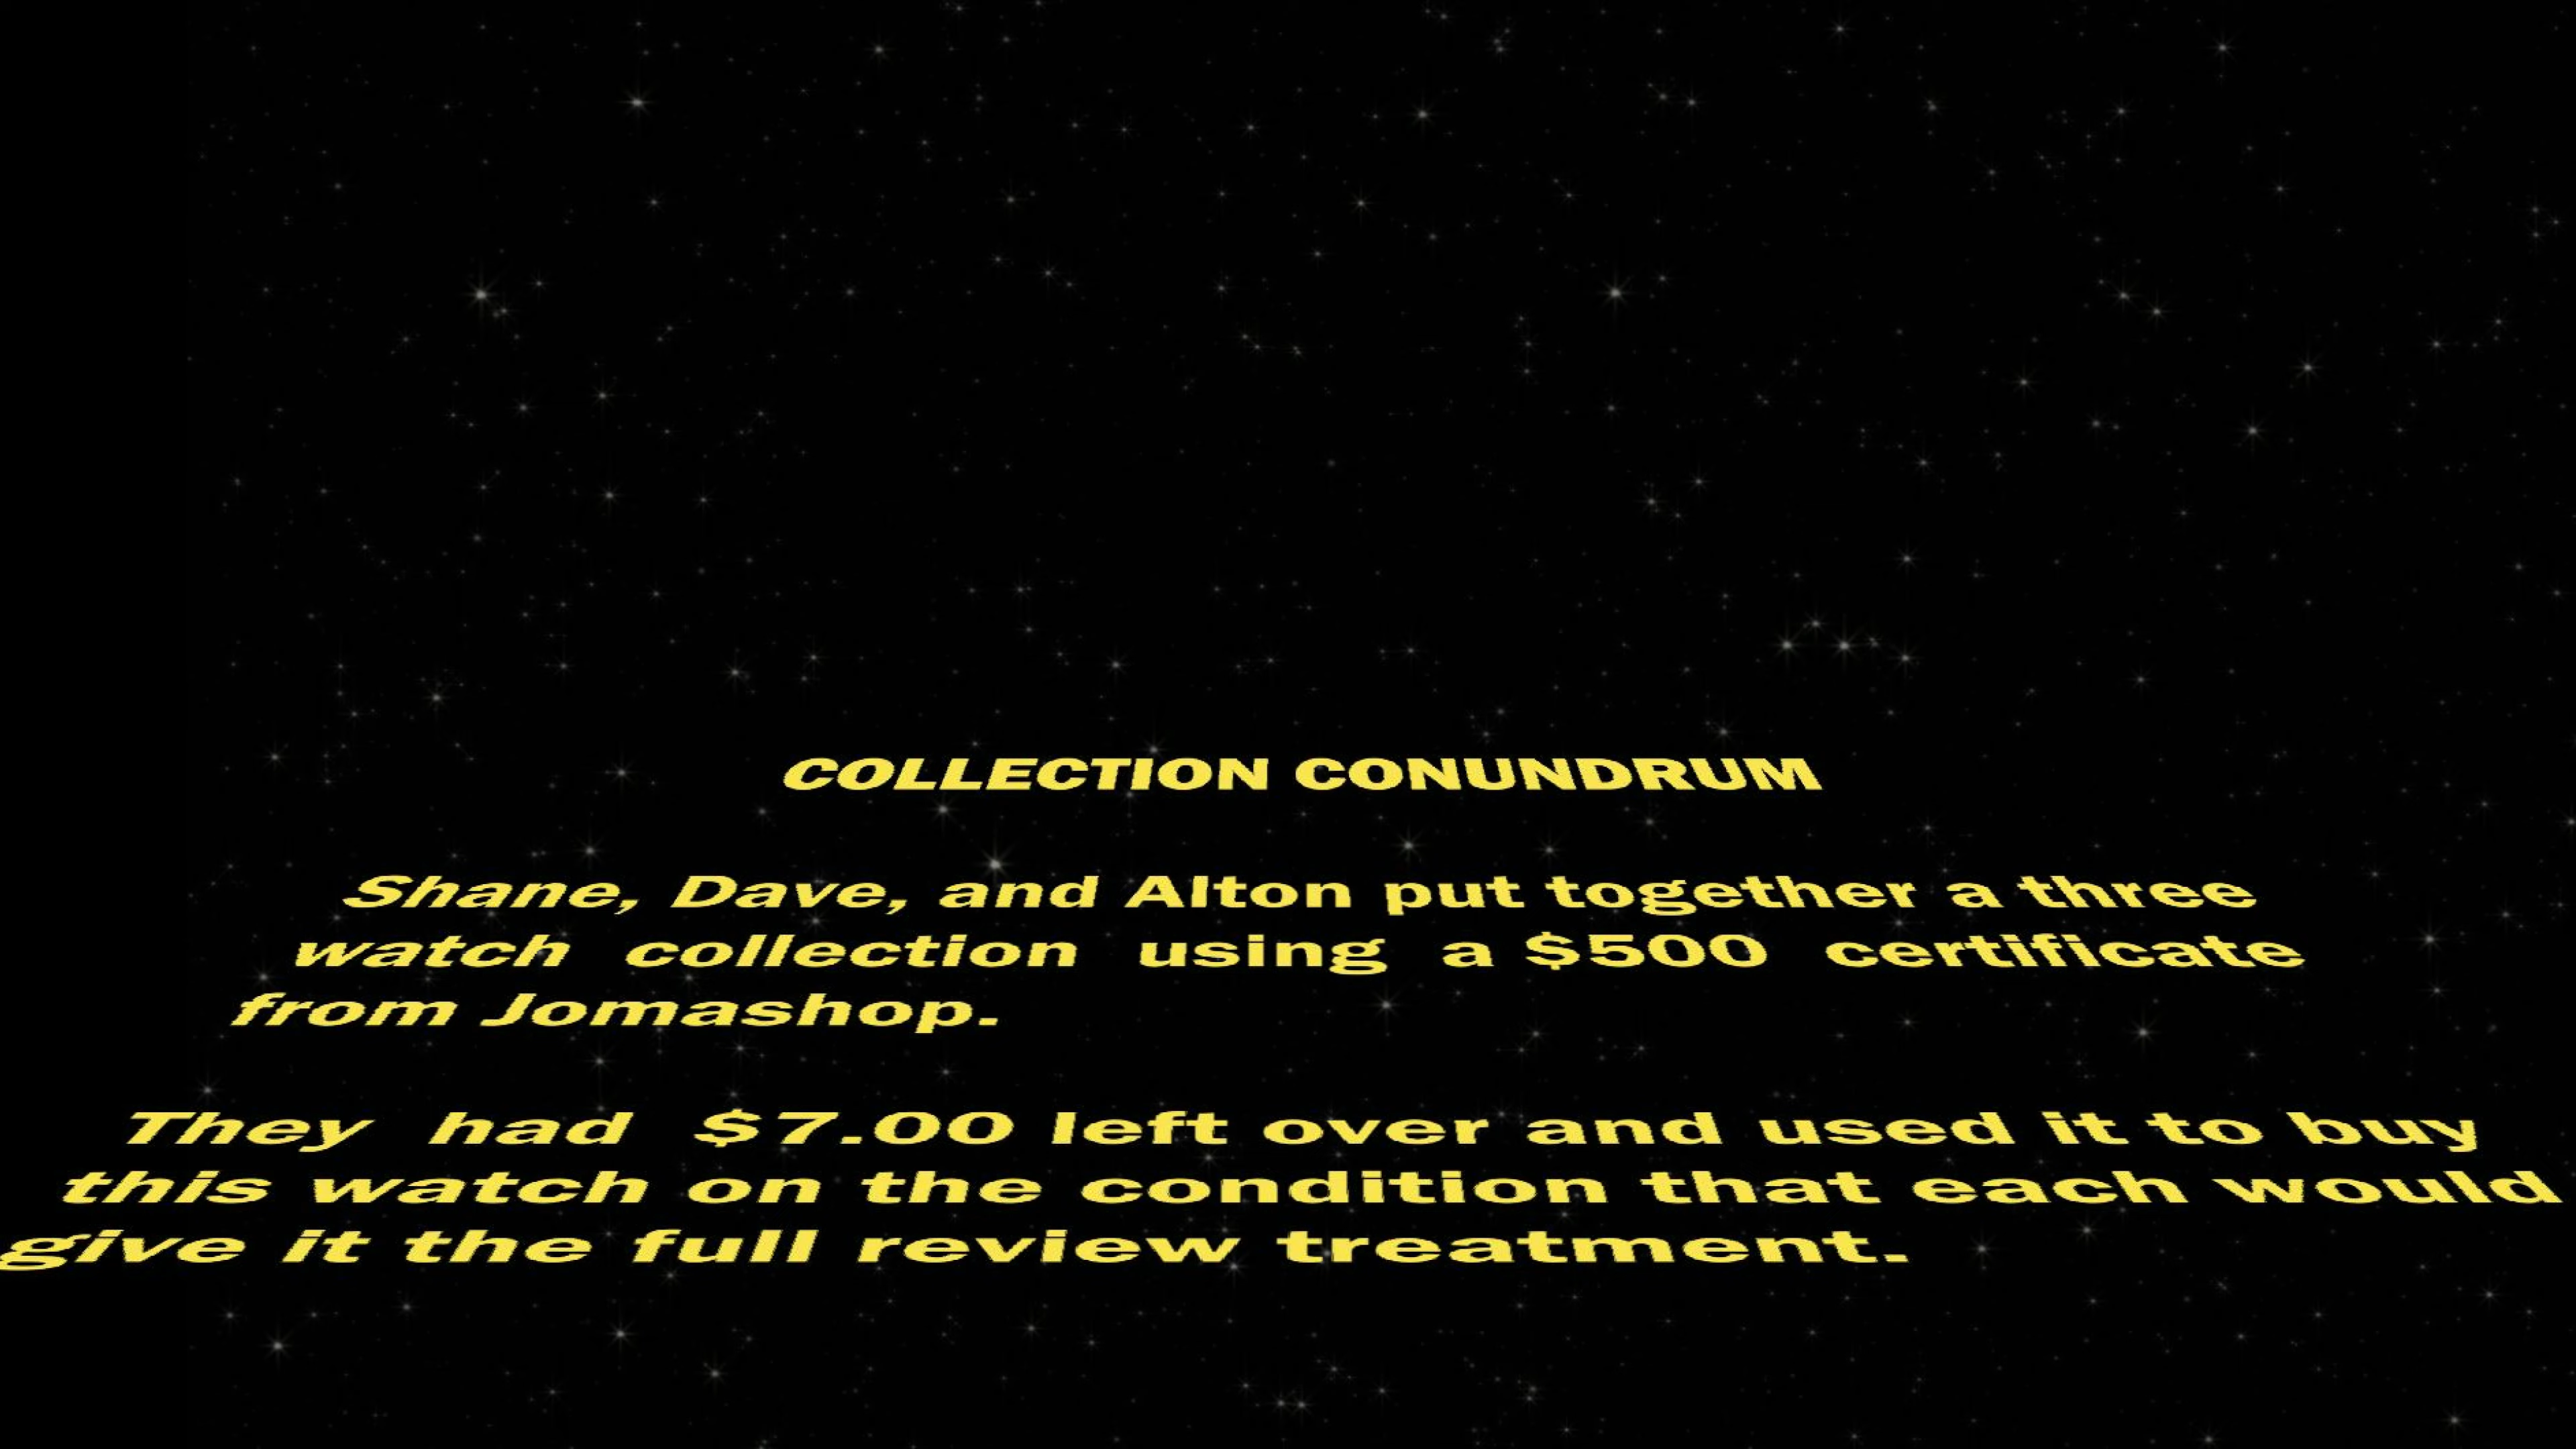 COLLECTION CONUNDRUM
Shane, Dave, and Alton put together a three
watch collection using a $500 certificate
from Jomashop.
They had $7.00 left over and used it to buy
this watch on the condition that each would
give it the full review treatment.